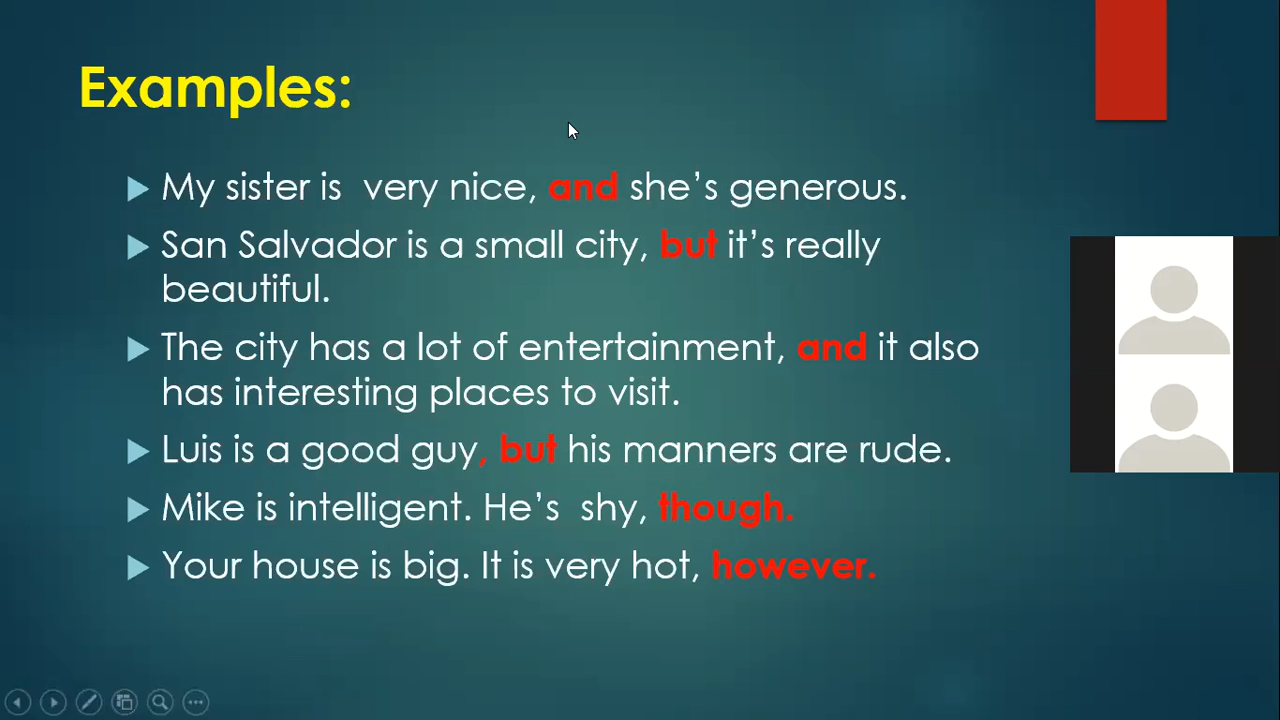 Examples:
My sister is  very nice, and she’s generous.
San Salvador is a small city, but it’s really
beautiful.
The city has a lot of entertainment, and it also
has interesting places to visit.
Luis is a good guy, but his manners are rude.
Mike is intelligent. He’s  shy, though.
Your house is big. It is very hot, however.